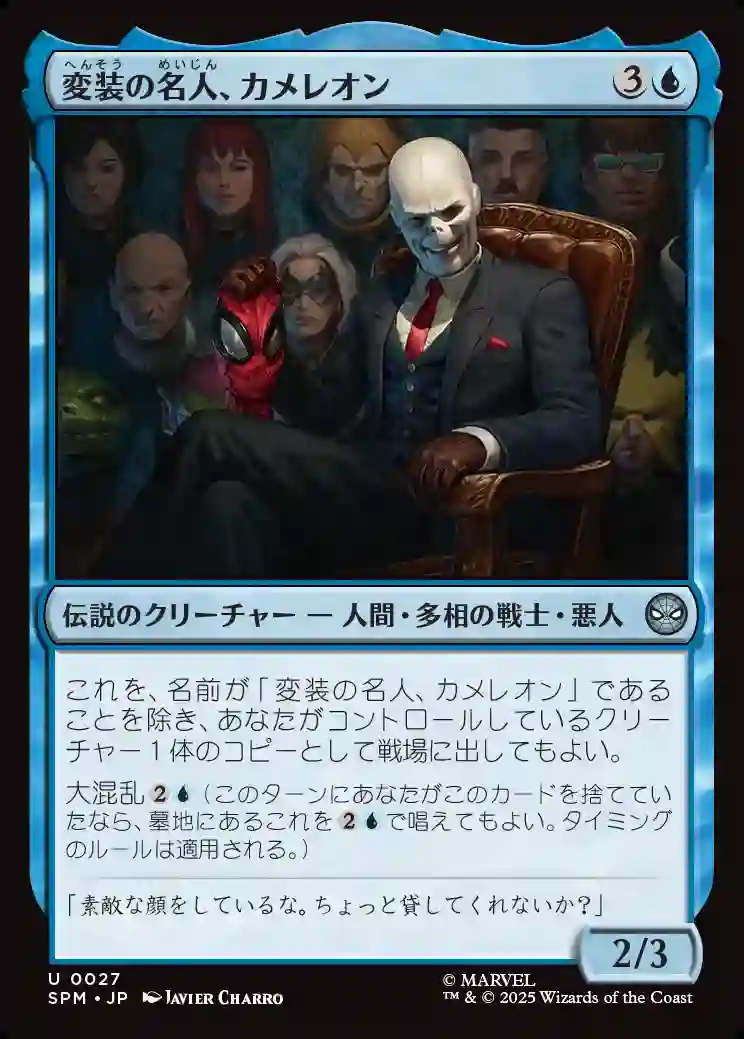 へんそう めいじん
変装の名人、カメレオン 3
伝説のクリーチャー — 人間・多相の戦士・悪人
これを、名前が「変装の名人、カメレオン」である
ことを除き、あなたがコントロールしているクリー
チャー１体のコピーとして戦場に出してもよい。
大混乱 2 （このターンにあなたがこのカードを捨ててい
たなら、墓地にあるこれを 2 で唱えてもよい。タイミング
のルールは適用される。）
「素敵な顔をしているな。ちょっと貸してくれないか？」
2/3
U 0027
SPM • JP Javier Charro
© MARVEL
™ & © 2025 Wizards of the Coast